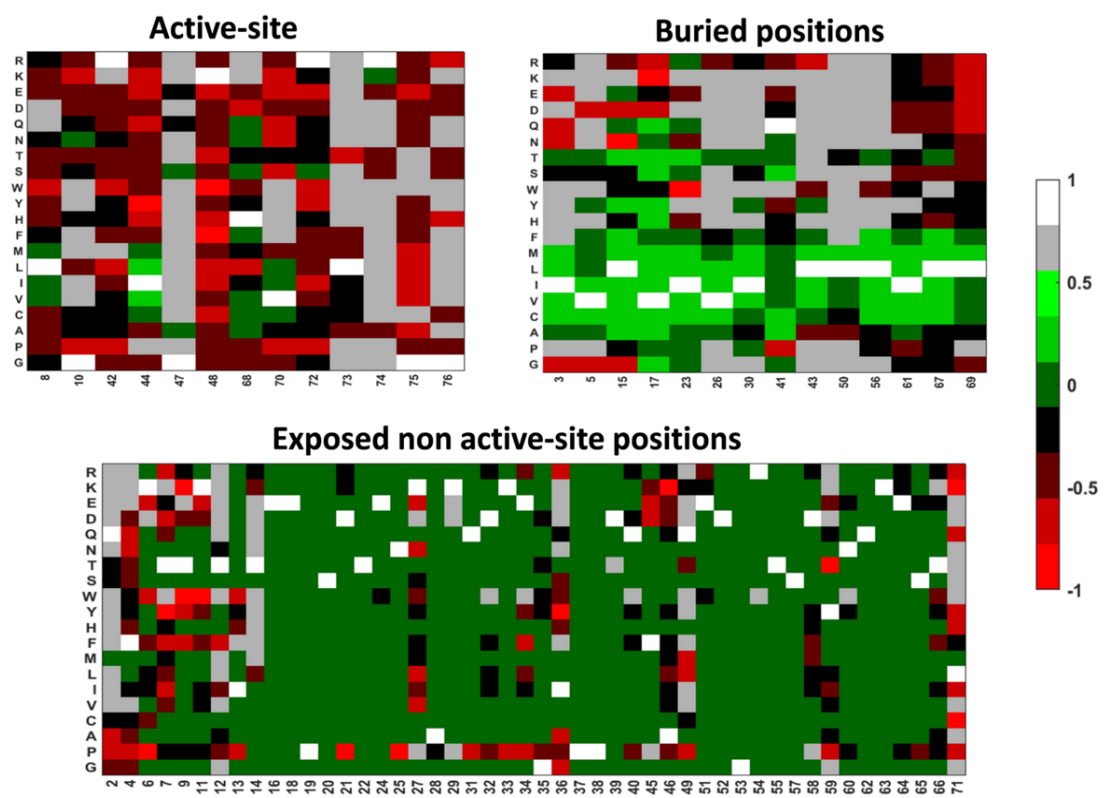 Active-site
R
K
E
D
Q
N
T
S
W
Y
H
F
M
L
I
V
C
A
P
G
8 10 42 44 47 48 68 70 72 73 74 75 76
Buried positions
R
K
E
D
Q
N
T
S
W
Y
H
F
M
L
I
V
C
A
P
G
3 5 15 17 23 26 30 41 43 50 56 61 67 69
1
0.5
0
-0.5
-1
Exposed non active-site positions
R
K
E
D
Q
N
T
S
W
Y
H
F
M
L
I
V
C
A
P
G
2 4 6 7 9 11 12 13 14 16 18 19 20 21 22 24 25 27 28 29 31 32 33 34 35 36 37 38 39 40 45 46 49 51 52 53 54 55 57 58 59 60 62 63 64 65 66 71